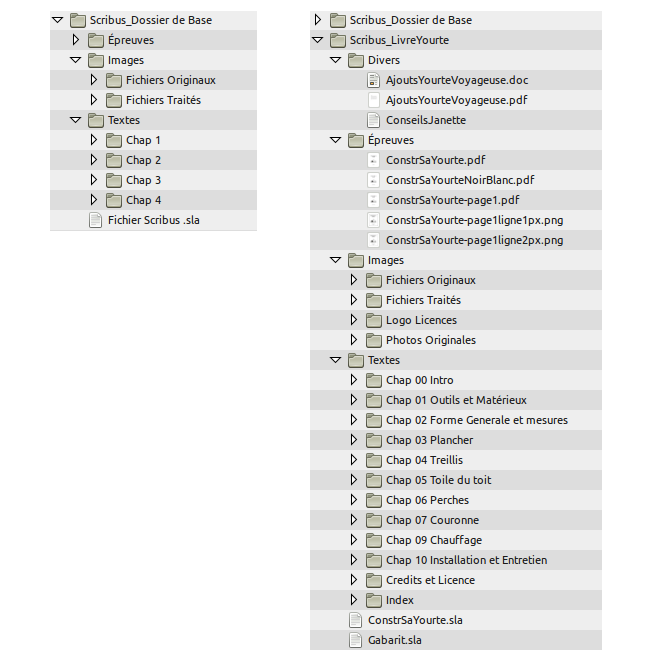 Scribus_Dossier de Base
Épreuves
Images
Fichiers Originaux
Fichiers Traités
Textes
Chap 1
Chap 2
Chap 3
Chap 4
Fichier Scribus .sla
Scribus_Dossier de Base
Scribus_LivreYourte
Divers
AjoutsYourteVoyageuse.doc
AjoutsYourteVoyageuse.pdf
ConseilsJanette
Épreuves
ConstrSaYourte.pdf
ConstrSaYourteNoirBlanc.pdf
ConstrSaYourte-page1.pdf
ConstrSaYourte-page1ligne1px.png
ConstrSaYourte-page1ligne2px.png
Images
Fichiers Originaux
Fichiers Traités
Logo Licences
Photos Originales
Textes
Chap 00 Intro
Chap 01 Outils et Matérieux
Chap 02 Forme Generale et mesures
Chap 03 Plancher
Chap 04 Treillis
Chap 05 Toile du toit
Chap 06 Perches
Chap 07 Couronne
Chap 09 Chauffage
Chap 10 Installation et Entretien
Credits et Licence
Index
ConstrSaYourte.sla
Gabarit.sla